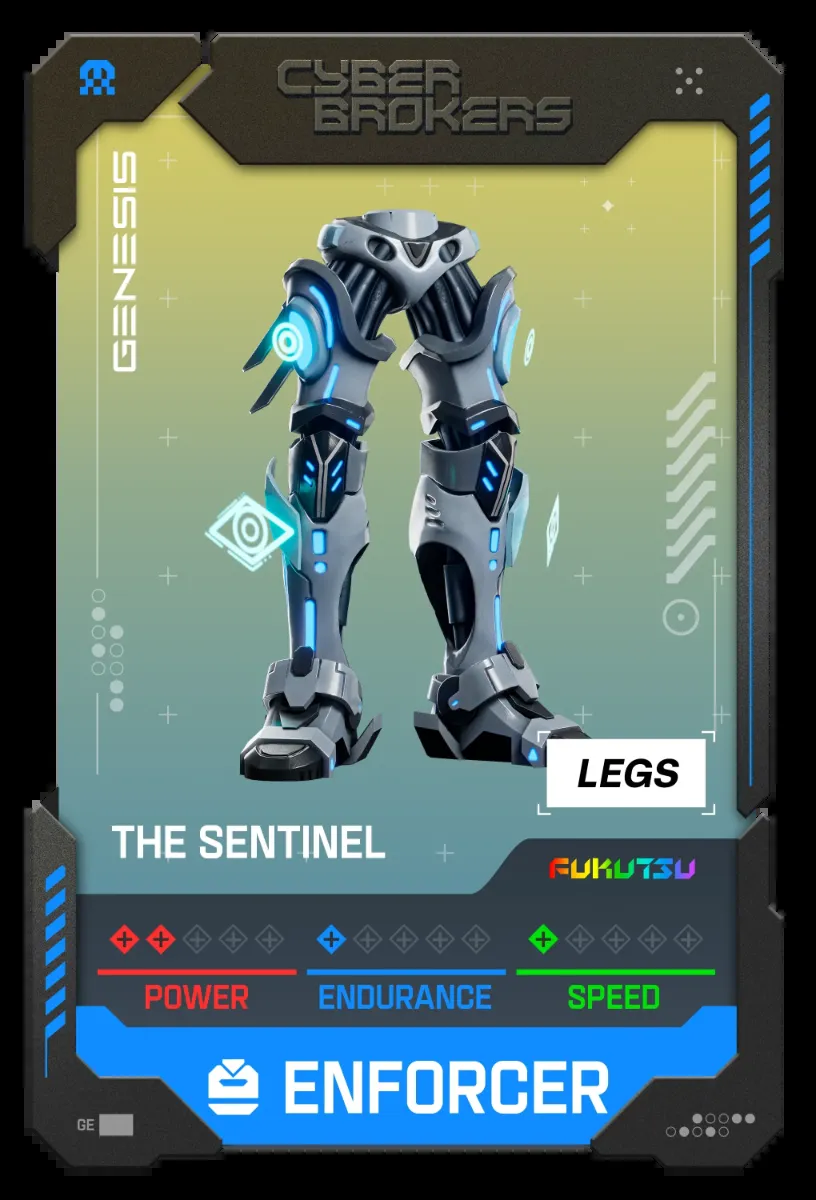 CYBER
BROKERS
GENESIS
LEGS
THE SENTINEL
FUKUTSU
POWER
ENDURANCE
SPEED
ENFORCER
GE